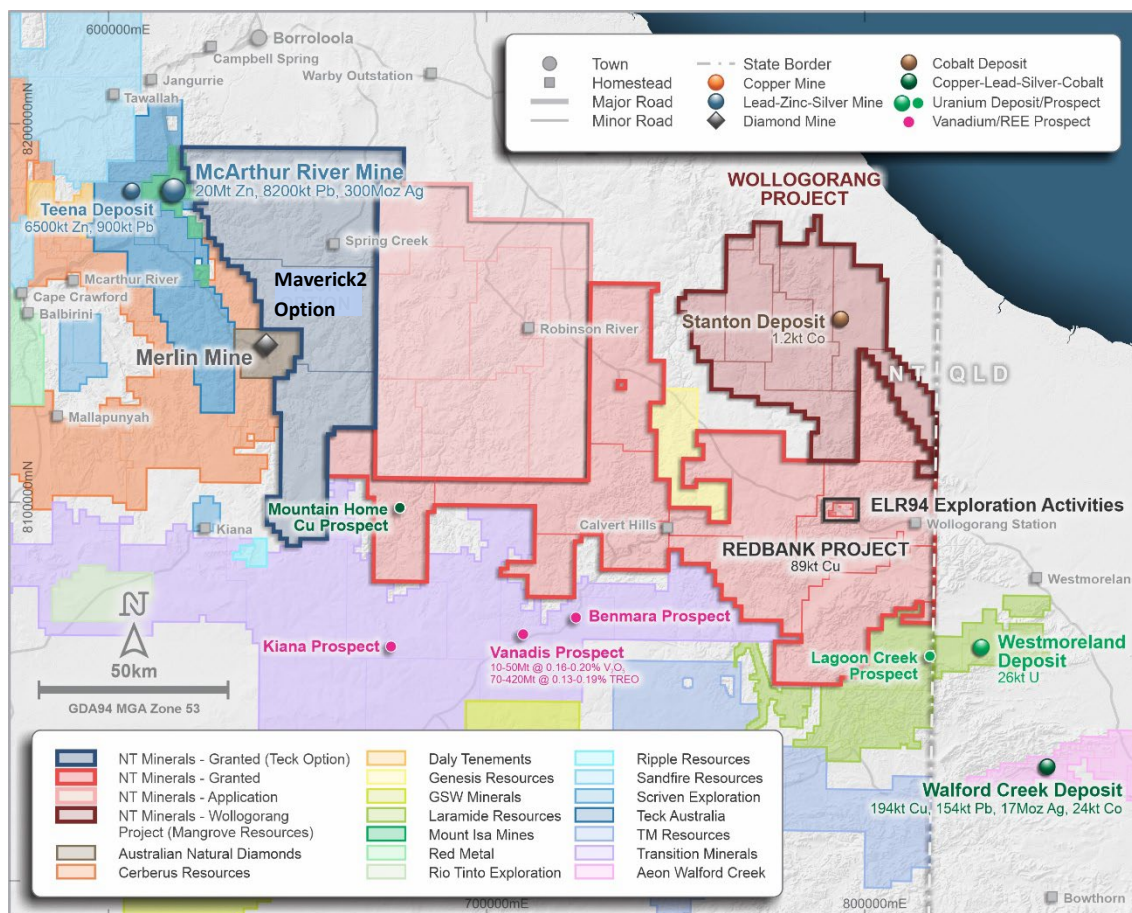 600000mE
Borroloola
Campbell Spring
Jangurrie
Warby Outstation
Tawallah
8200000mN
Town
Homestead
Major Road
Minor Road
State Border
Copper Mine
Lead-Zinc-Silver Mine
Diamond Mine
Cobalt Deposit
Copper-Lead-Silver-Cobalt
Uranium Deposit/Prospect
Vanadium/REE Prospect
McArthur River Mine
20Mt Zn, 8200kt Pb, 300Moz Ag
Teena Deposit
6500kt Zn, 900kt Pb
WOLLOGORANG
PROJECT
Spring Creek
Mcarthur River
Cape Crawford
Balbirini
Maverick2
Option
Robinson River
Stanton Deposit
1.2kt Co
Merlin Mine
NT QLD
Mallapunyah
8100000mN
Mountain Home
Cu Prospect
Kiana
Calvert Hills
ELR94 Exploration Activities
Wollogorang Station
REDBANK PROJECT
89kt Cu
Westmorelan
N
50km
GDA94 MGA Zone 53
Kiana Prospect
Benmara Prospect
Vanadis Prospect
10-50Mt @ 0.16-0.20% V₂O₅
70-420Mt @ 0.13-0.19% TREO
Lagoon Creek
Prospect
Westmoreland
Deposit
26kt U
Walford Creek Deposit
194kt Cu, 154kt Pb, 17Moz Ag, 24kt Co
NT Minerals - Granted (Teck Option)
NT Minerals - Granted
NT Minerals - Application
NT Minerals - Wollogorang
Project (Mangrove Resources)
Australian Natural Diamonds
Cerberus Resources
Daly Tenements
Genesis Resources
GSW Minerals
Laramide Resources
Mount Isa Mines
Red Metal
Rio Tinto Exploration
Ripple Resources
Sandfire Resources
Scriven Exploration
Teck Australia
TM Resources
Transition Minerals
Aeon Walford Creek
Bowthorn
700000mE
800000mE